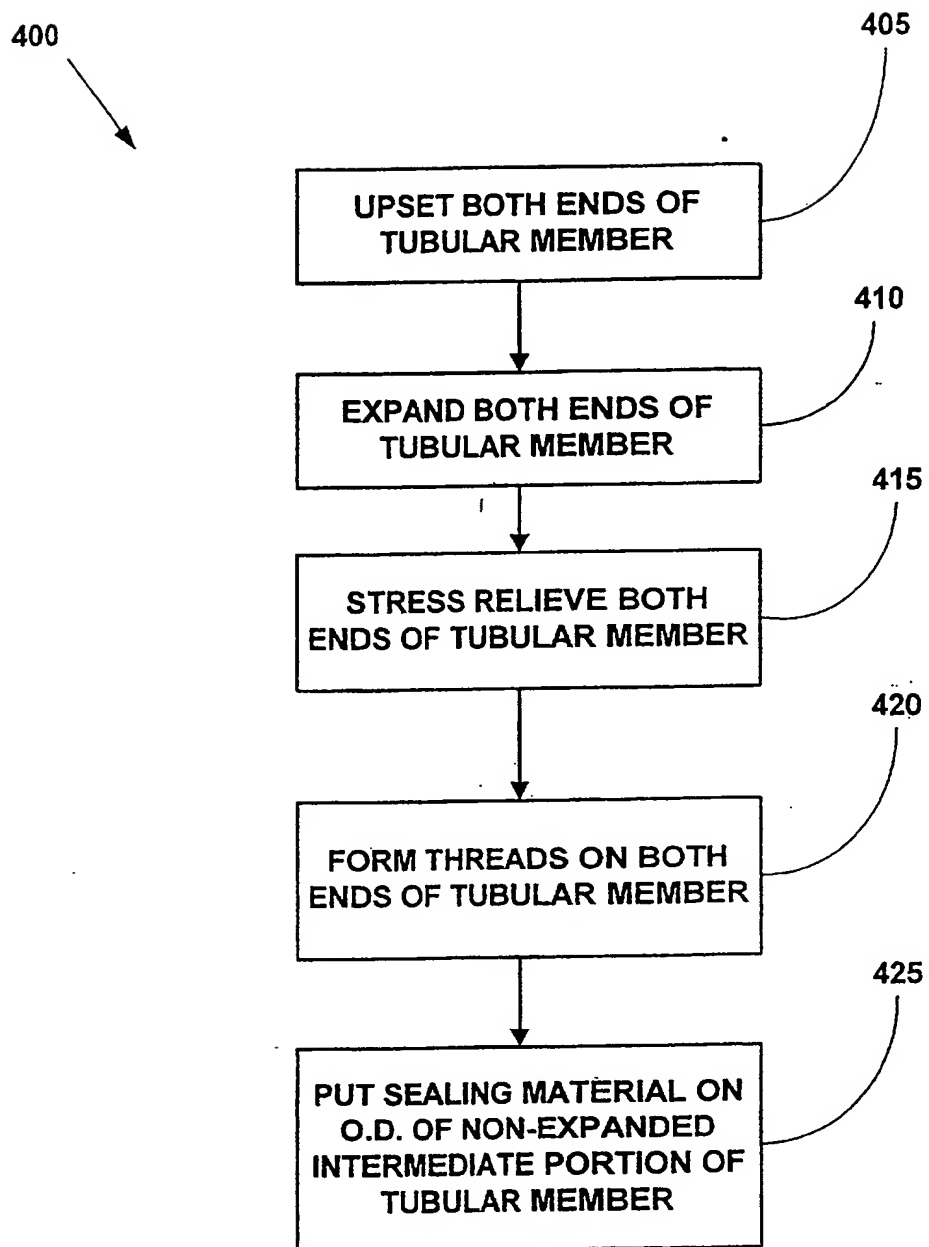 400
405
UPSET BOTH ENDS OF
TUBULAR MEMBER
410
EXPAND BOTH ENDS OF
TUBULAR MEMBER
415
STRESS RELIEVE BOTH
ENDS OF TUBULAR MEMBER
420
FORM THREADS ON BOTH
ENDS OF TUBULAR MEMBER
425
PUT SEALING MATERIAL ON
O.D. OF NON-EXPANDED
INTERMEDIATE PORTION OF
TUBULAR MEMBER